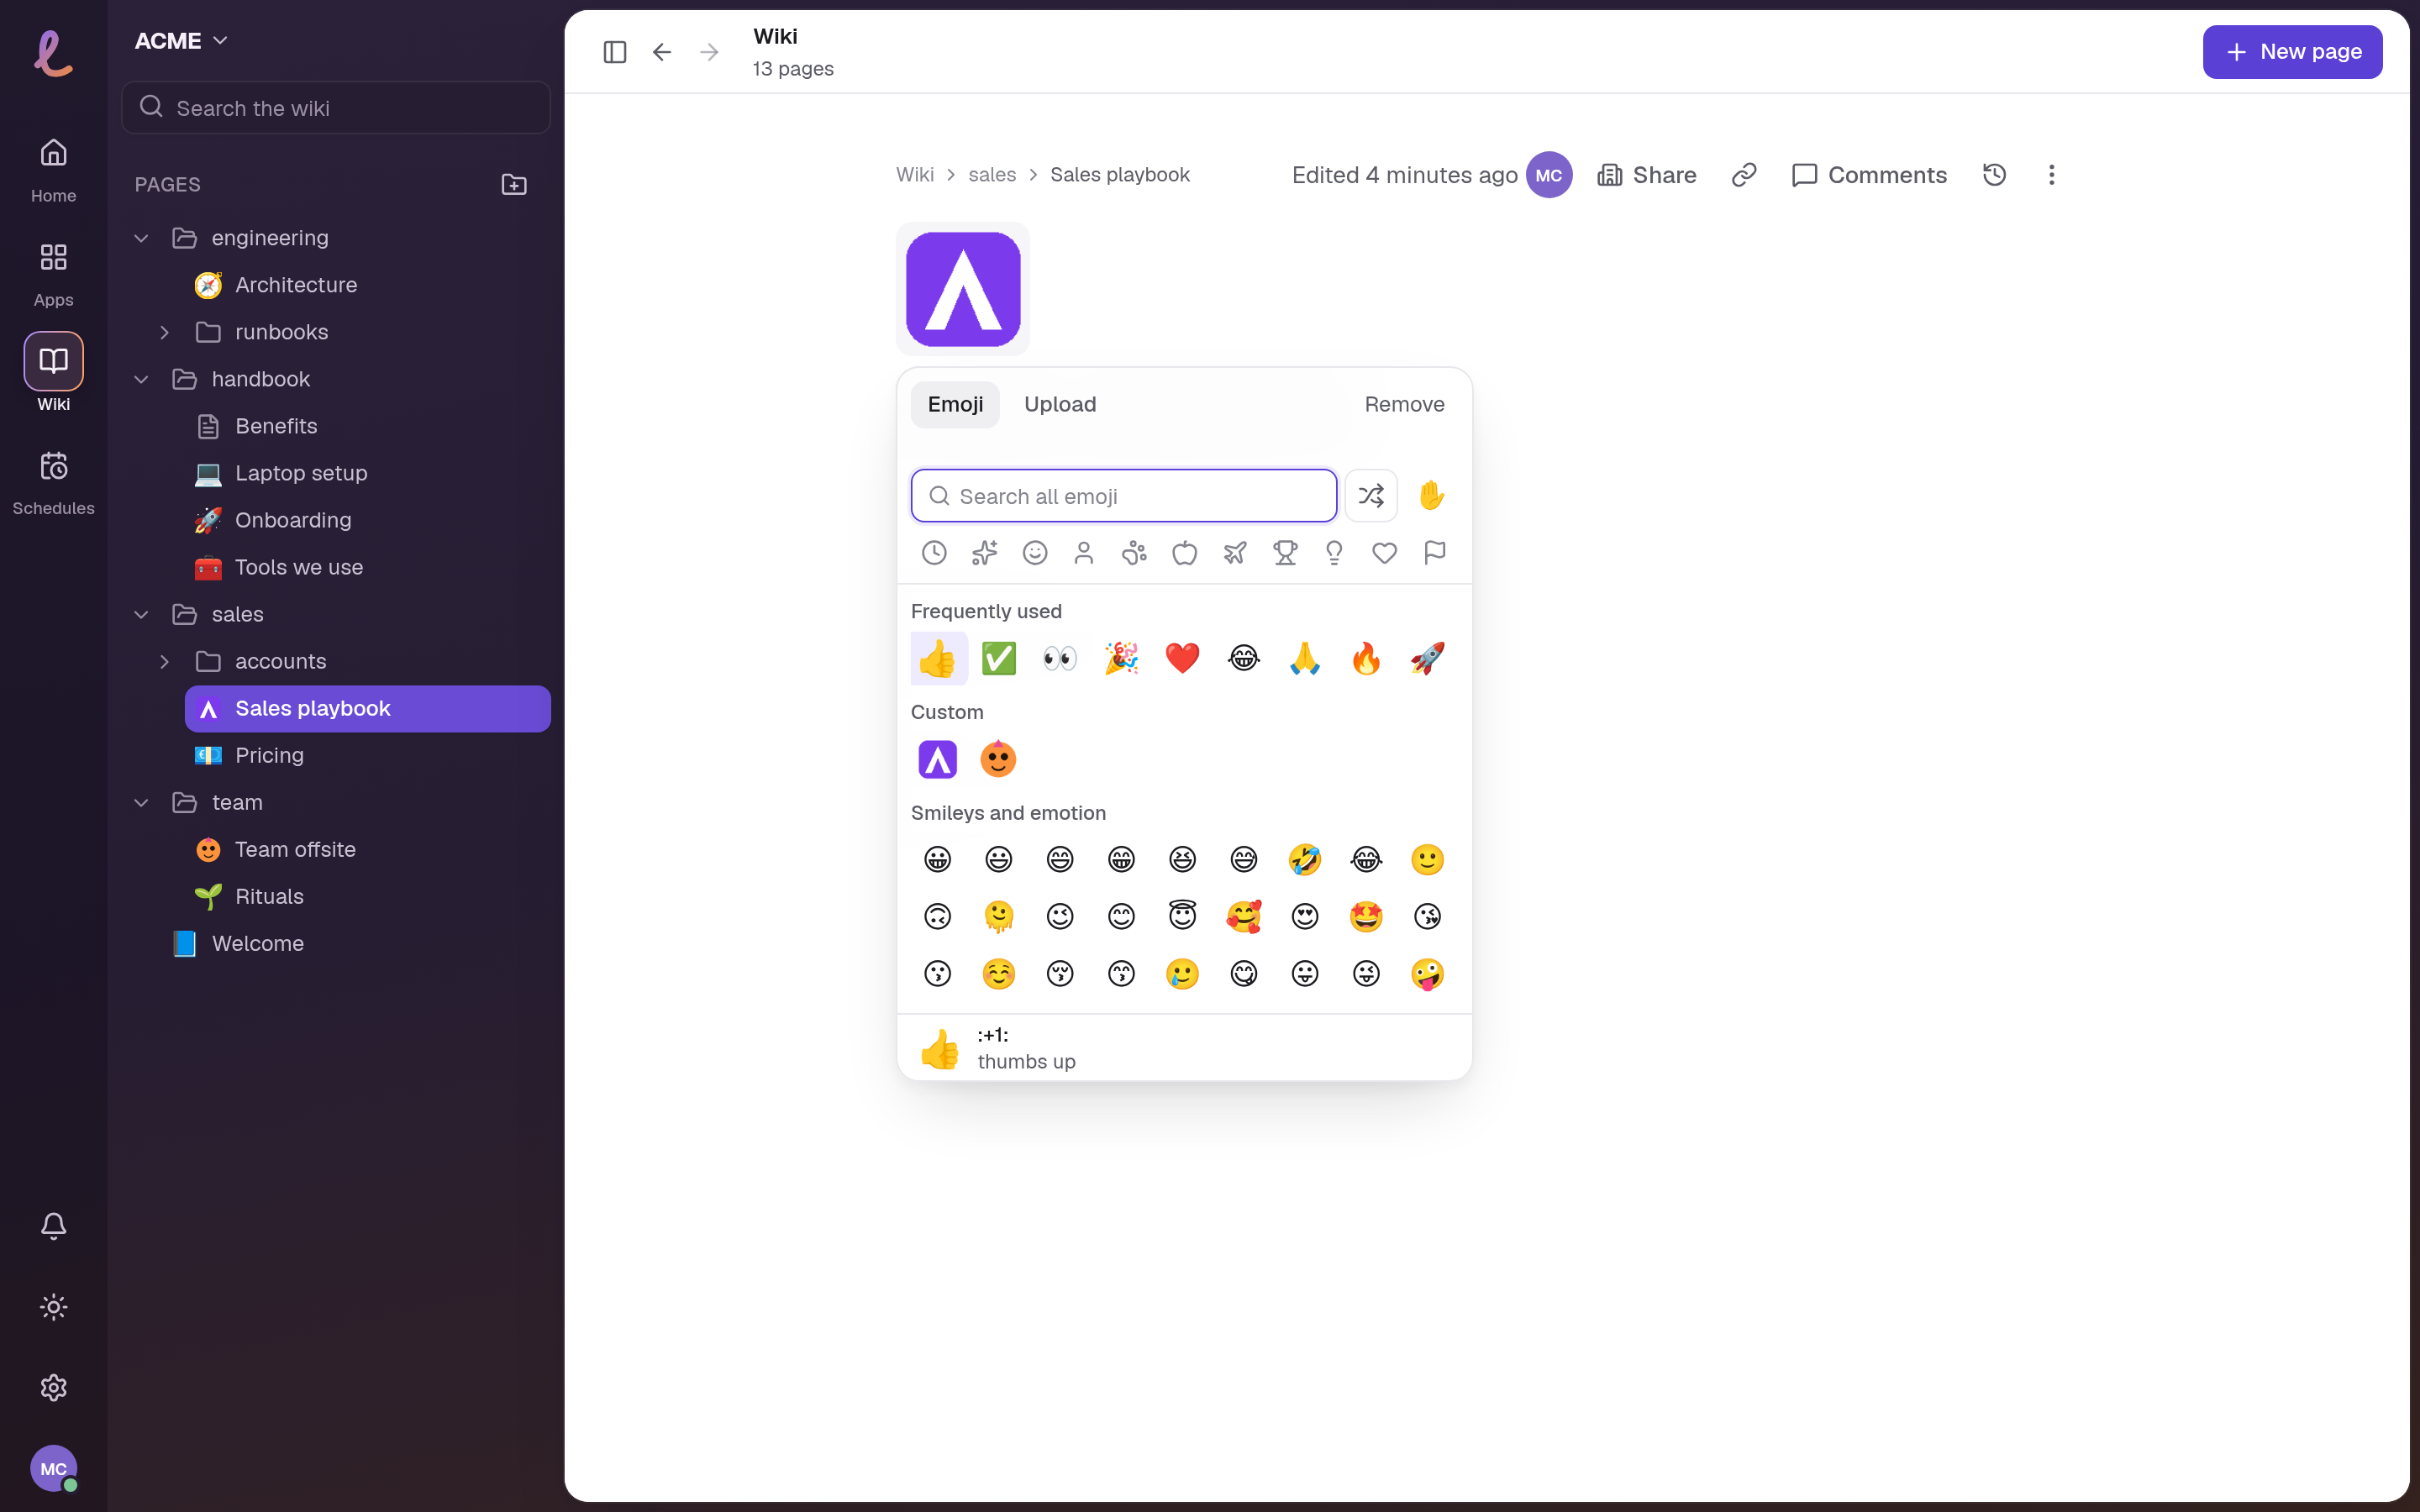 ACME
Search the wiki
Home
Apps
Wiki
Schedules
PAGES
engineering
Architecture
runbooks
handbook
Benefits
Laptop setup
Onboarding
Tools we use
sales
accounts
Sales playbook
Pricing
team
Team offsite
Rituals
Welcome
MC
Wiki
13 pages
New page
Wiki > sales > Sales playbook
Edited 4 minutes ago MC Share Comments
Emoji Upload Remove
Search all emoji
Frequently used
Custom
Smileys and emotion
:+1:
thumbs up